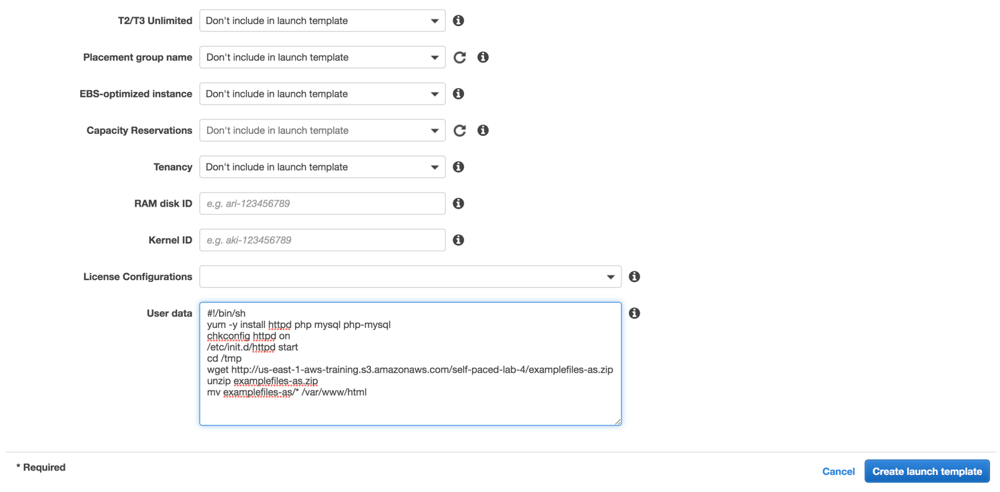 T2/T3 Unlimited Don't include in launch template
Placement group name Don't include in launch template
EBS-optimized instance Don't include in launch template
Capacity Reservations Don't include in launch template
Tenancy Don't include in launch template
RAM disk ID e.g. ari-123456789
Kernel ID e.g. aki-123456789
License Configurations
User data #!/bin/sh
yum -y install httpd php mysql php-mysql
chkconfig httpd on
/etc/init.d/httpd start
cd /tmp
wget http://us-east-1-aws-training.s3.amazonaws.com/self-paced-lab-4/examplefiles-as.zip
unzip examplefiles-as.zip
mv examplefiles-as/* /var/www/html
* Required
Cancel Create launch template